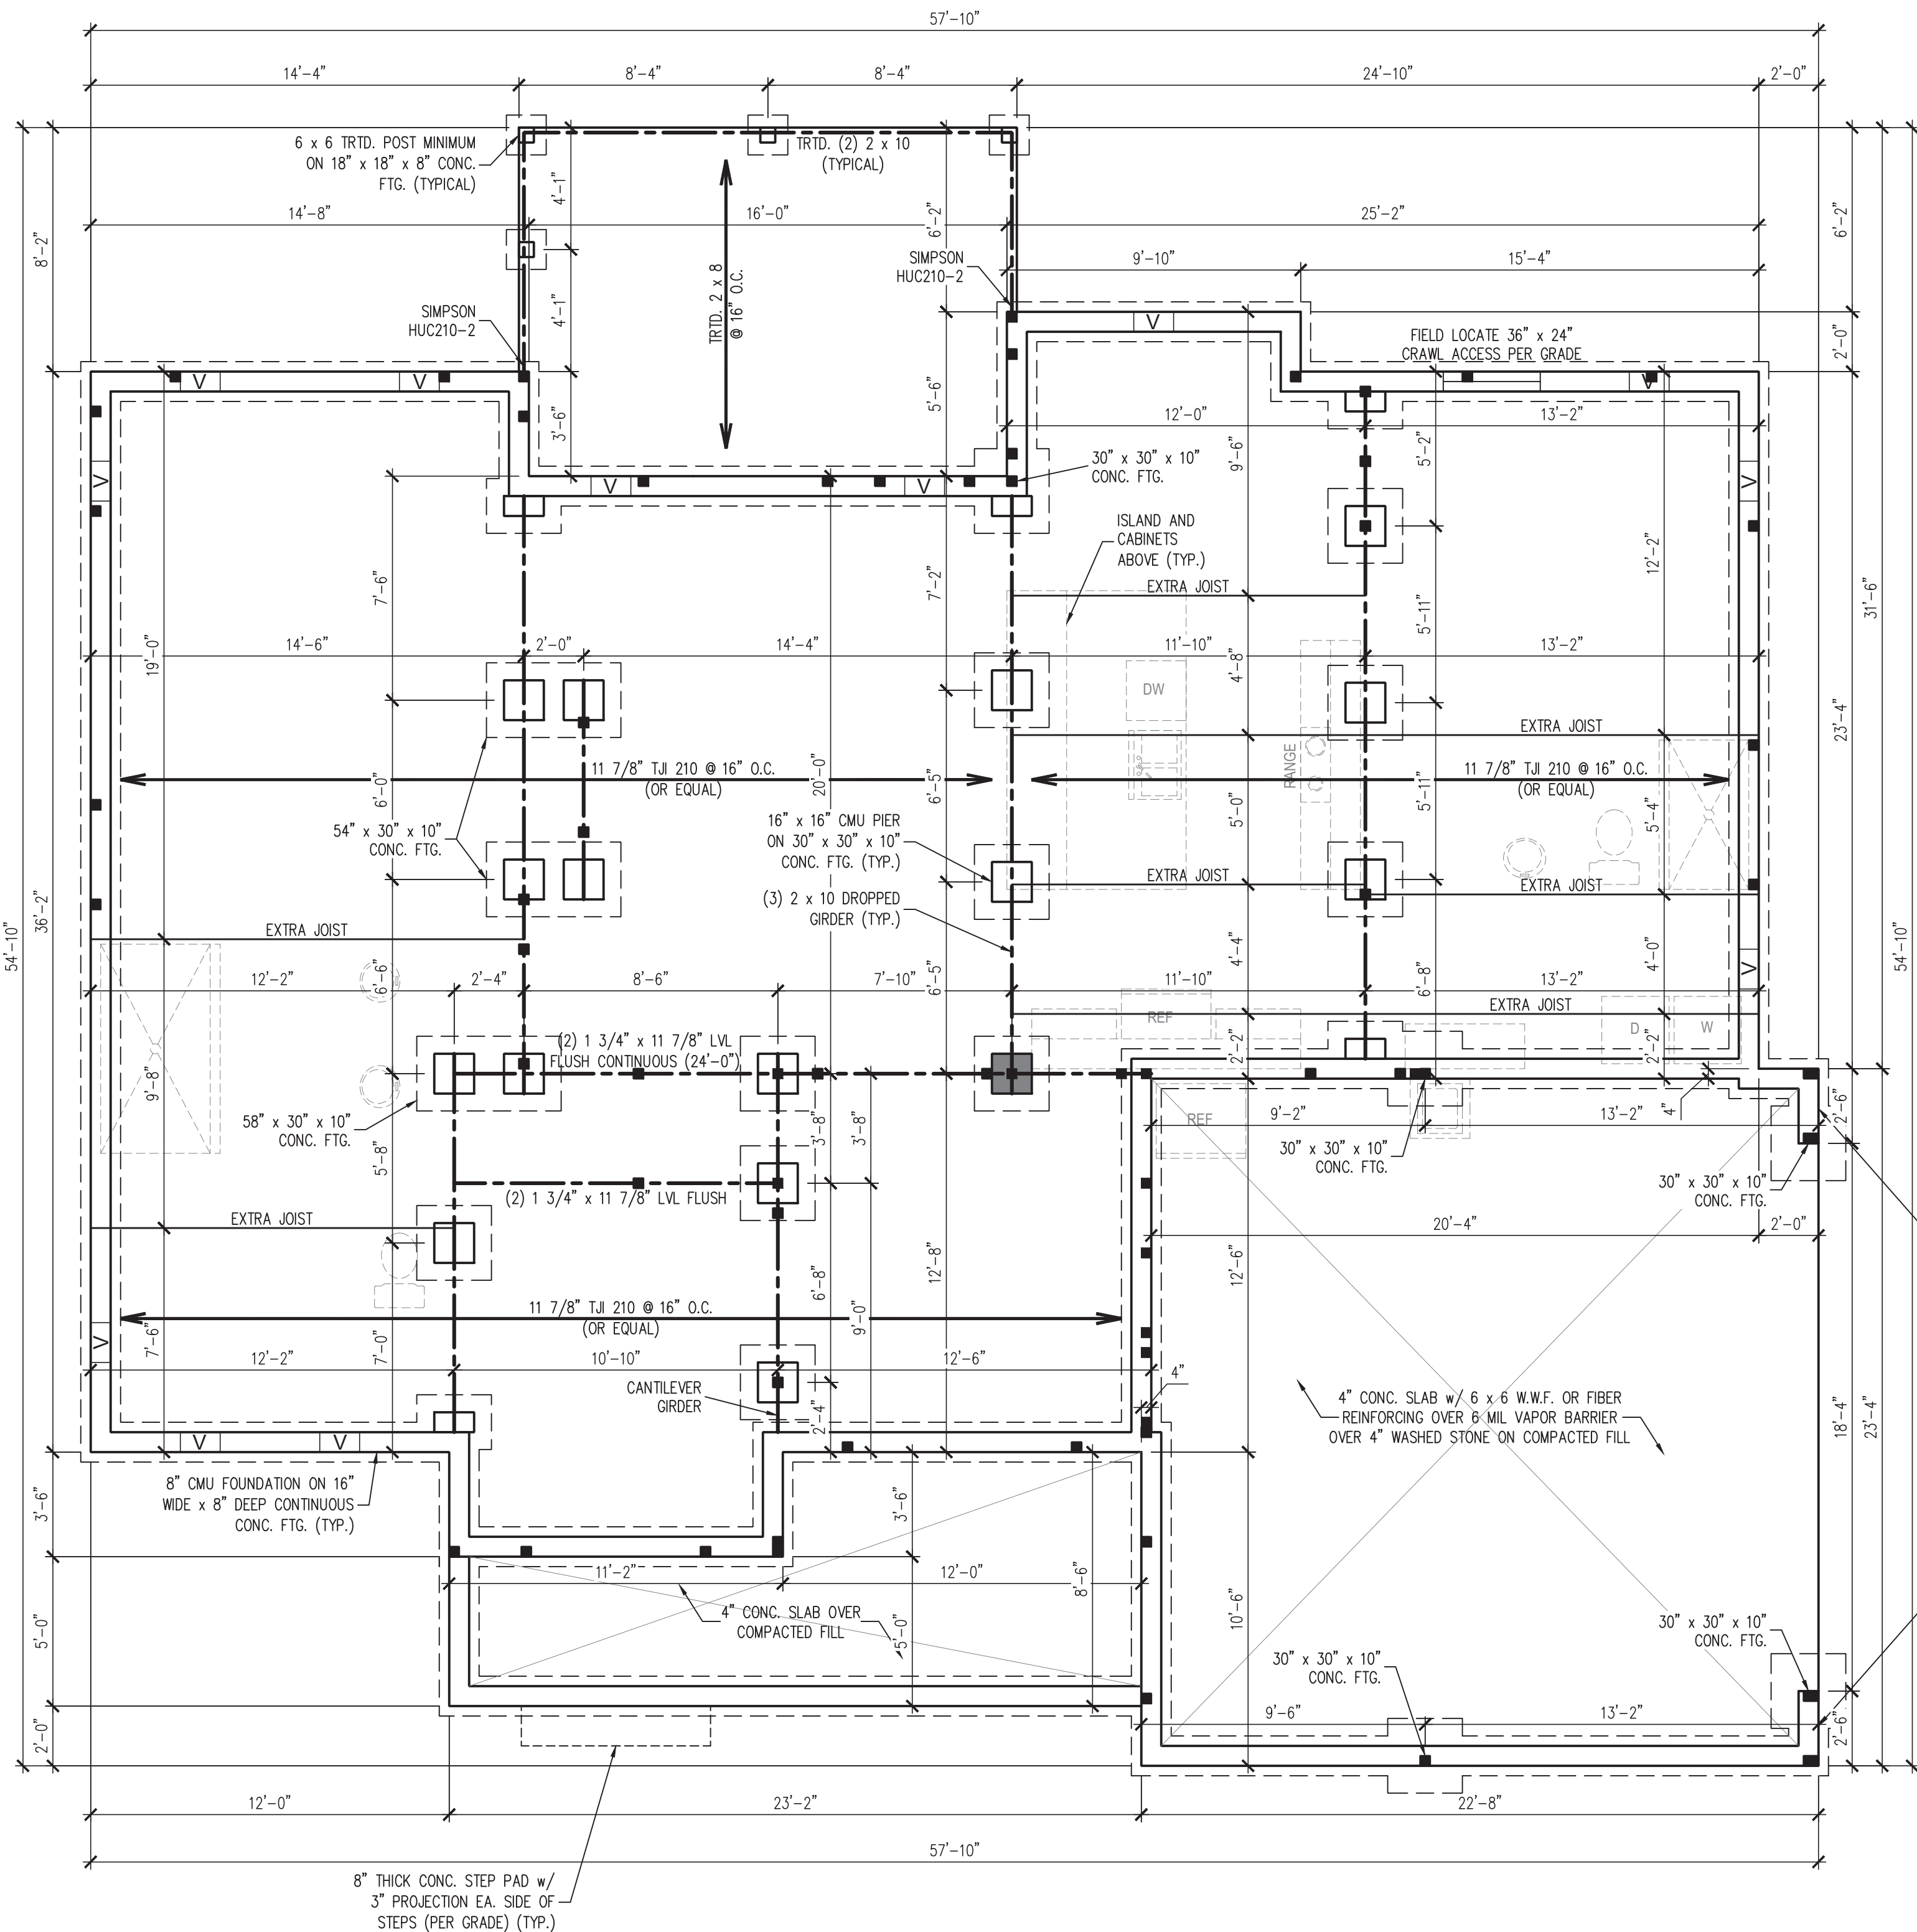 57'-10"
14'-4"
8'-4"
8'-4"
24'-10"
2'-0"
6 x 6 TRTD. POST MINIMUM
ON 18" x 18" x 8" CONC.
FTG. (TYPICAL)
TRTD. (2) 2 x 10
(TYPICAL)
4'-1"
14'-8"
16'-0"
6'-2"
25'-2"
6'-2"
8'-2"
SIMPSON
HUC210-2
9'-10"
15'-4"
TRTD. 2 x 8
@ 16" O.C.
4'-1"
SIMPSON
HUC210-2
V
FIELD LOCATE 36" x 24"
CRAWL ACCESS PER GRADE
2'-0"
V
V
V
3'-6"
5'-6"
12'-0"
13'-2"
9'-6"
5'-2"
30" x 30" x 10"
CONC. FTG.
V
V
V
V
ISLAND AND
CABINETS
ABOVE (TYP.)
7'-6"
7'-2"
12'-2"
EXTRA JOIST
5'-11"
31'-6"
19'-0"
14'-6"
2'-0"
14'-4"
11'-10"
13'-2"
4'-8"
DW
EXTRA JOIST
23'-4"
RANGE
11 7/8" TJI 210 @ 16" O.C.
(OR EQUAL)
11 7/8" TJI 210 @ 16" O.C.
(OR EQUAL)
6'-0"
20'-0"
6'-5"
5'-0"
5'-11"
5'-4"
54" x 30" x 10"
CONC. FTG.
16" x 16" CMU PIER
ON 30" x 30" x 10"
CONC. FTG. (TYP.)
EXTRA JOIST
EXTRA JOIST
(3) 2 x 10 DROPPED
GIRDER (TYP.)
54'-10"
36'-2"
EXTRA JOIST
4'-4"
4'-0"
54'-10"
6'-6"
12'-2"
2'-4"
8'-6"
7'-10"
6'-5"
11'-10"
6'-8"
13'-2"
V
EXTRA JOIST
REF
D
W
(2) 1 3/4" x 11 7/8" LVL
FLUSH CONTINUOUS (24'-0")
2'-2"
2'-2"
9'-8"
58" x 30" x 10"
CONC. FTG.
5'-8"
3'-8"
3'-8"
REF
9'-2"
13'-2"
4"
2'-6"
30" x 30" x 10"
CONC. FTG.
30" x 30" x 10"
CONC. FTG.
(2) 1 3/4" x 11 7/8" LVL FLUSH
EXTRA JOIST
20'-4"
2'-0"
12'-6"
12'-8"
6'-8"
11 7/8" TJI 210 @ 16" O.C.
(OR EQUAL)
V
7'-6"
7'-0"
9'-0"
12'-2"
10'-10"
12'-6"
4"
CANTILEVER
GIRDER
2'-4"
4" CONC. SLAB w/ 6 x 6 W.W.F. OR FIBER
REINFORCING OVER 6 MIL VAPOR BARRIER
OVER 4" WASHED STONE ON COMPACTED FILL
18'-4"
23'-4"
V
V
8" CMU FOUNDATION ON 16"
WIDE x 8" DEEP CONTINUOUS
CONC. FTG. (TYP.)
3'-6"
3'-6"
11'-2"
12'-0"
8'-6"
4" CONC. SLAB OVER
COMPACTED FILL
5'-0"
5'-0"
10'-6"
30" x 30" x 10"
CONC. FTG.
30" x 30" x 10"
CONC. FTG.
9'-6"
13'-2"
2'-6"
2'-0"
12'-0"
23'-2"
22'-8"
57'-10"
8" THICK CONC. STEP PAD w/
3" PROJECTION EA. SIDE OF
STEPS (PER GRADE) (TYP.)